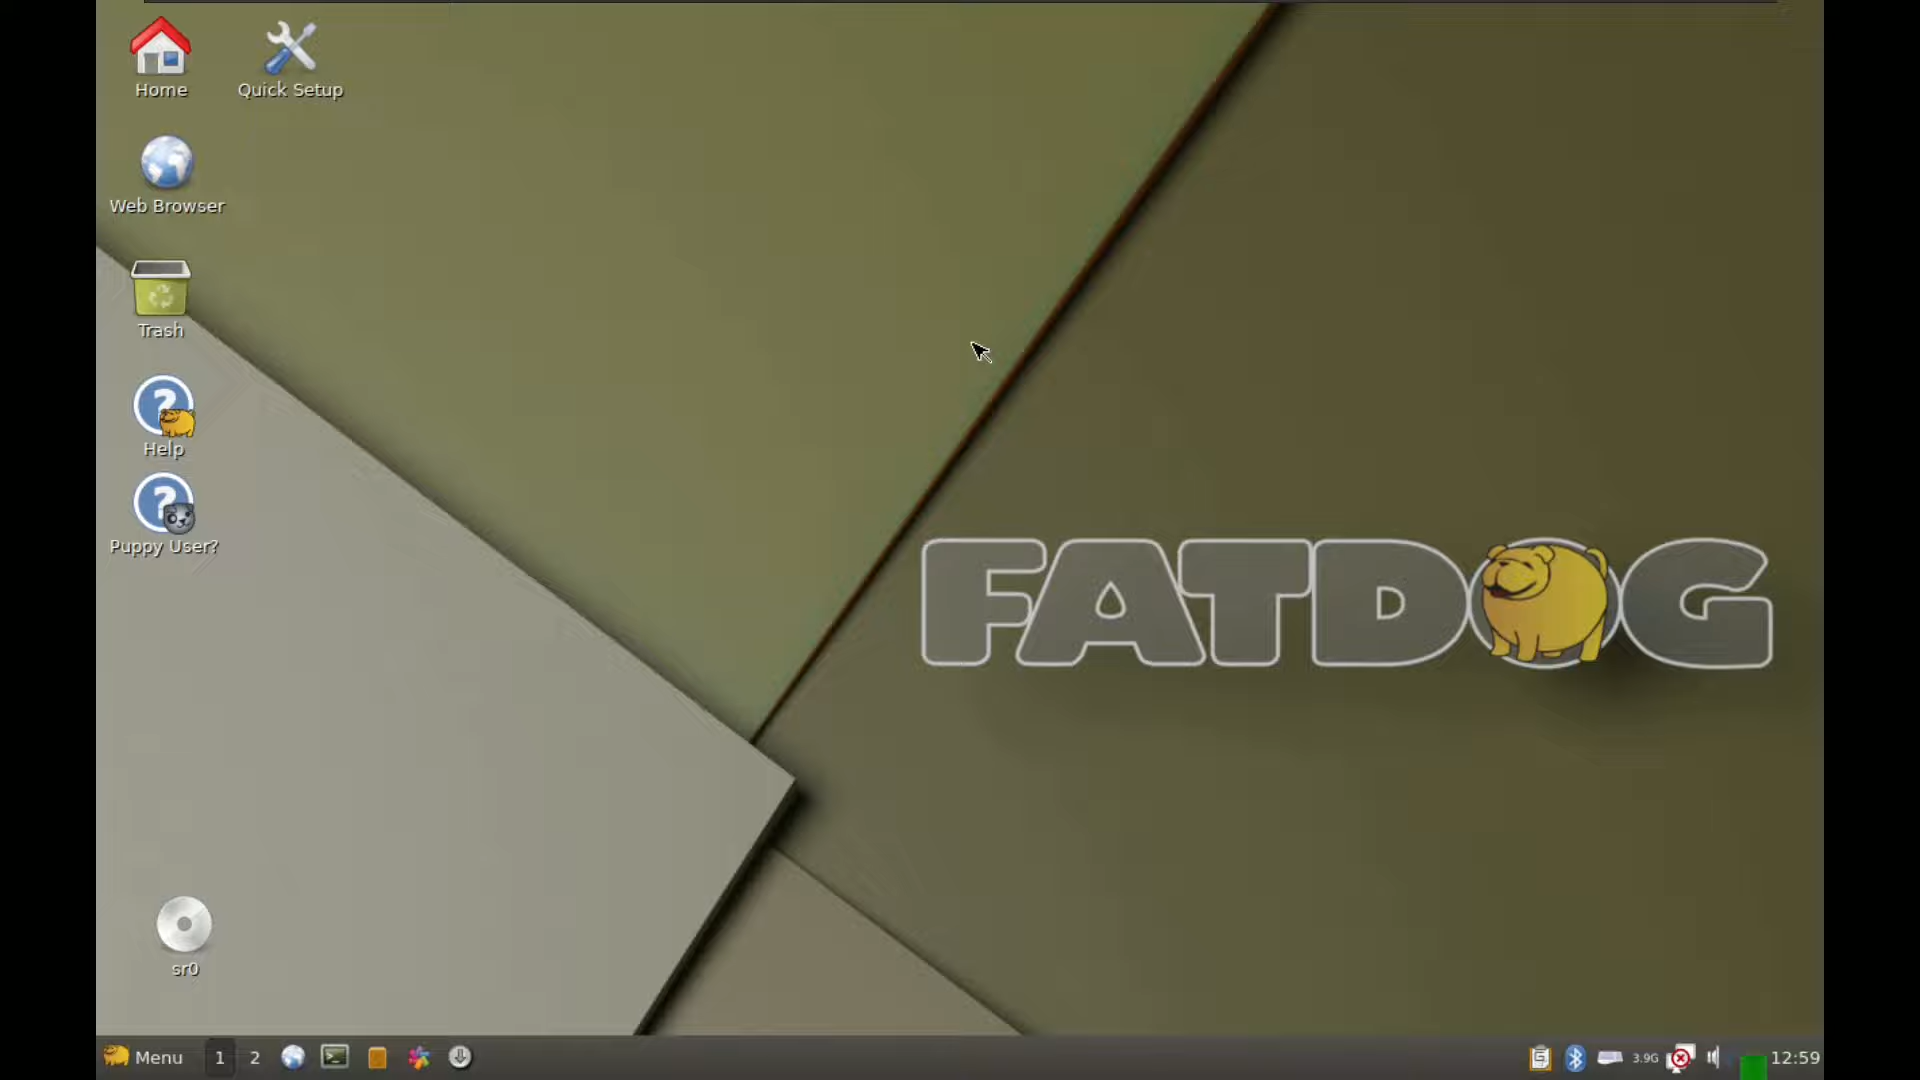 Home
Quick Setup
Web Browser
Trash
Help
Puppy User?
FATDOG
sr0
Menu 1 2 3.9G 12:59